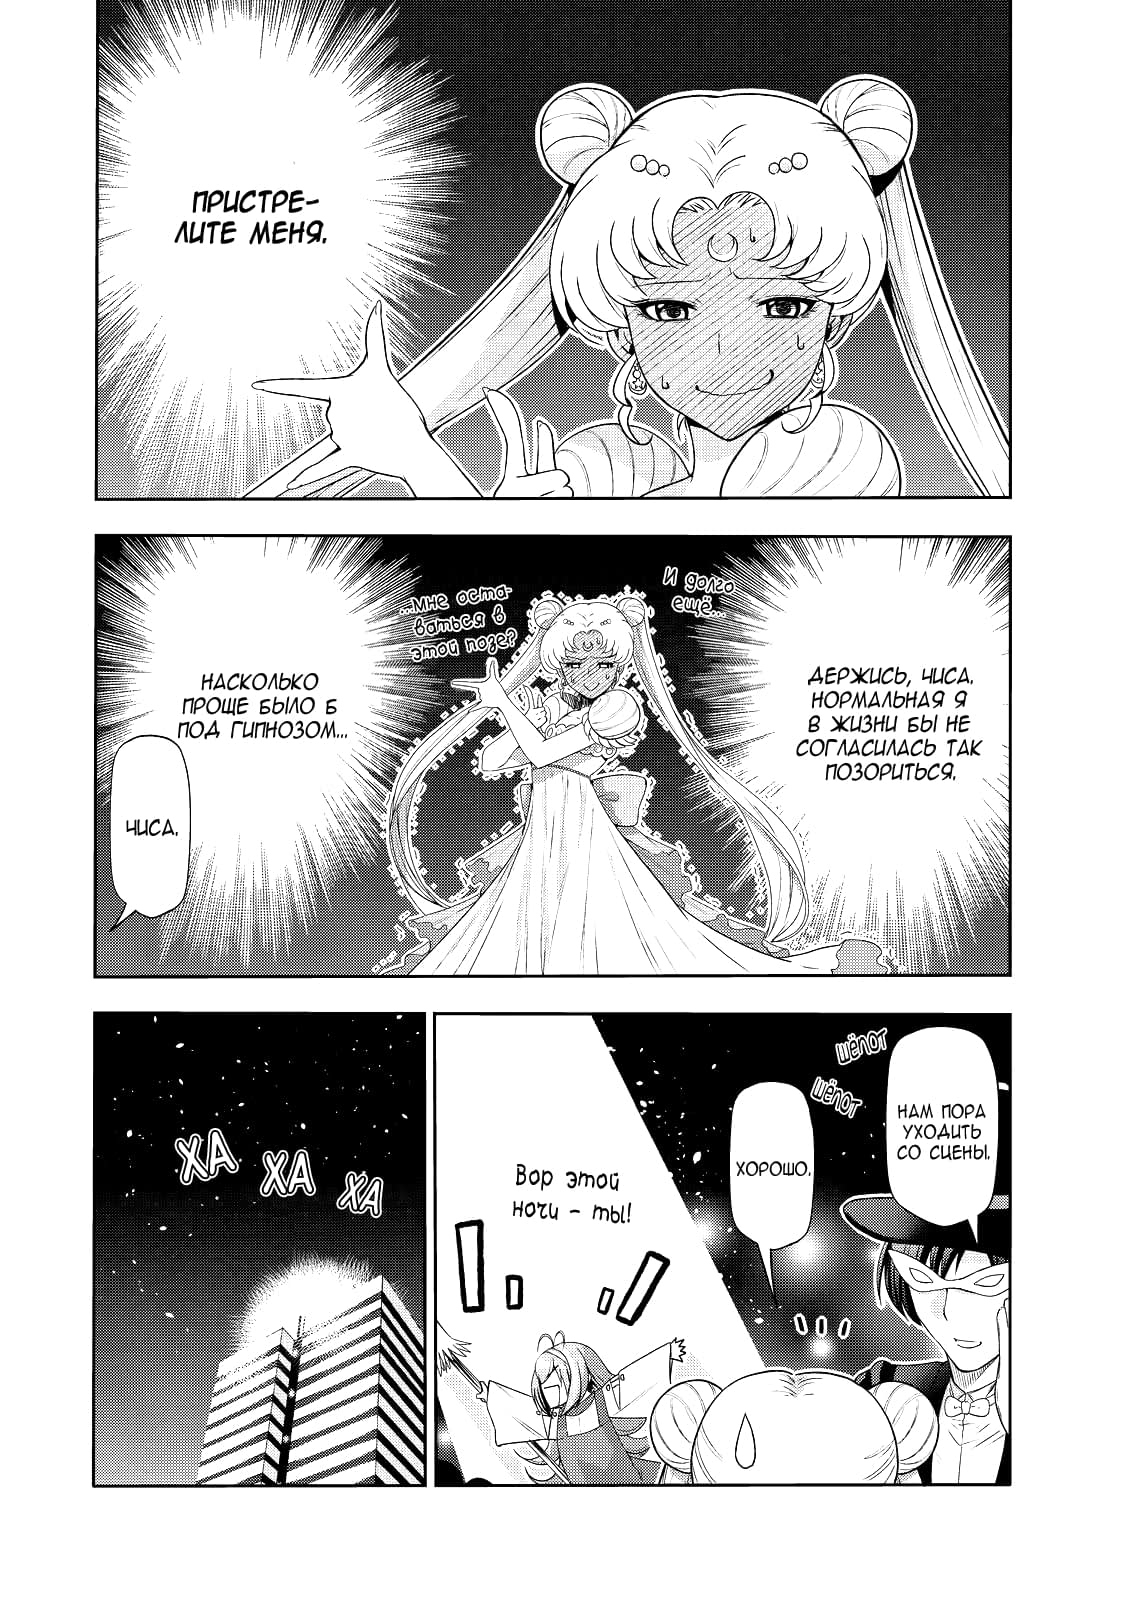 ПРИСТРЕ-
ЛИТЕ МЕНЯ.
И долго
ещё...
...Мне оста-
ваться в
этой позе?
ДЕРЖИСЬ, ЧИСА.
НОРМАЛЬНАЯ Я
В ЖИЗНИ БЫ НЕ
СОГЛАСИЛАСЬ ТАК
ПОЗОРИТЬСЯ.
НАСКОЛЬКО
ПРОЩЕ БЫЛО Б
ПОД ГИПНОЗОМ...
ЧИСА.
ШЁПОТ
ШЁПОТ
НАМ ПОРА
УХОДИТЬ
СО СЦЕНЫ.
ХОРОШО.
Вор этой
ночи - ты!
ХА
ХА
ХА